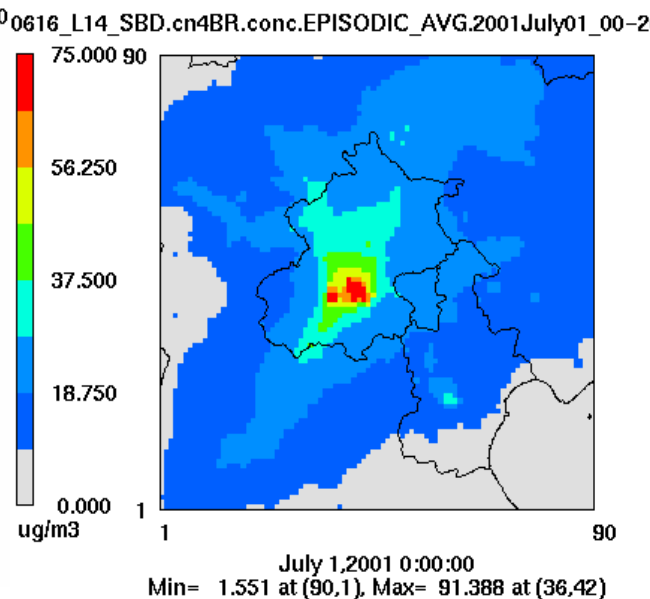 0616_L14_SBD.cn4BR.conc.EPISODIC_AVG.2001July01_00-2
75.000
90
56.250
37.500
18.750
0.000
1
ug/m3
1
90
July 1,2001 0:00:00
Min= 1.551 at (90,1), Max= 91.388 at (36,42)